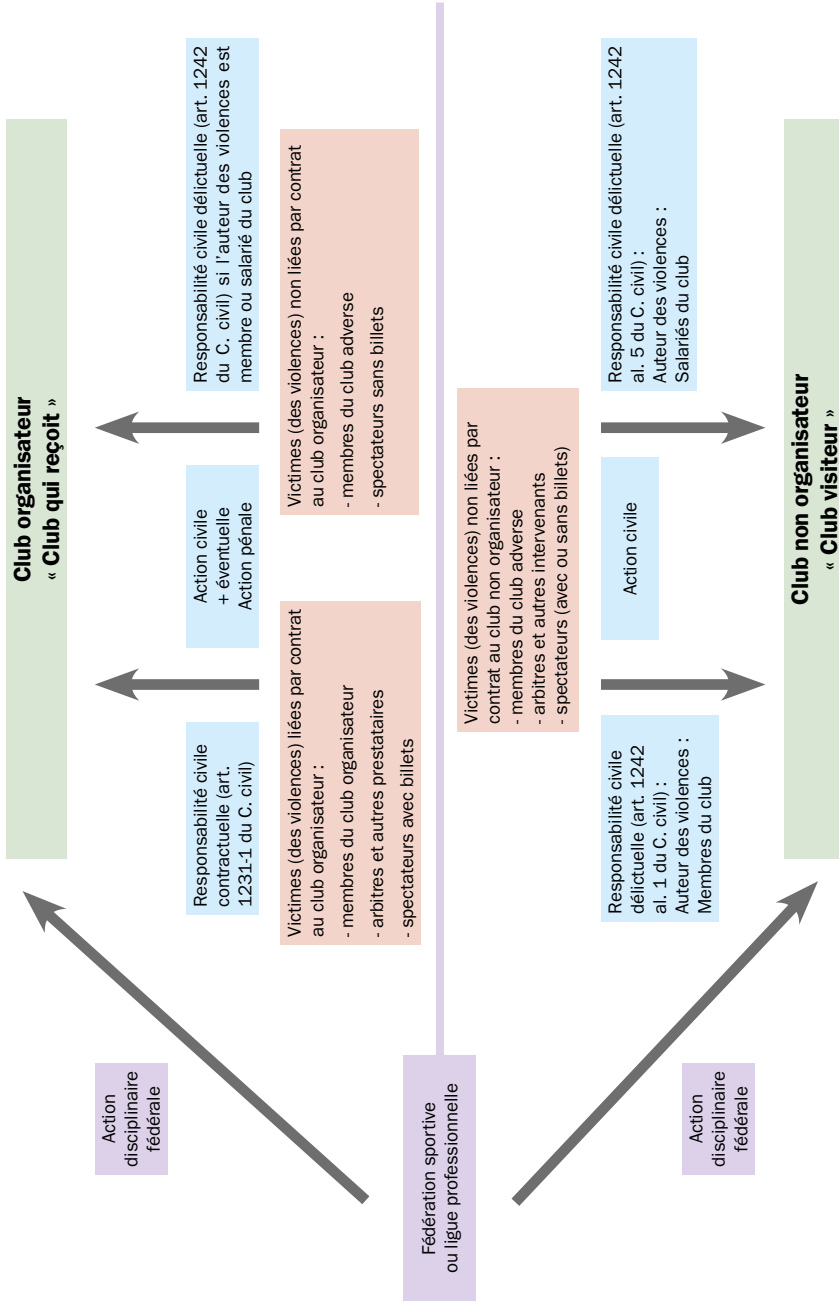 Club organisateur
« Club qui reçoit »
Responsabilité civile
contractuelle (art.
1231-1 du C. civil)
Action civile
+ éventuelle
Action pénale
Responsabilité civile délictuelle (art. 1242
du C. civil) si l'auteur des violences est
membre ou salarié du club
Action
disciplinaire
fédérale
Victimes (des violences) liées par contrat
au club organisateur :
- membres du club organisateur
- arbitres et autres prestataires
- spectateurs avec billets
Victimes (des violences) non liées par contrat
au club organisateur :
- membres du club adverse
- spectateurs sans billets
Fédération sportive
ou ligue professionnelle
Victimes (des violences) non liées par
contrat au club non organisateur :
- membres du club adverse
- arbitres et autres intervenants
- spectateurs (avec ou sans billets)
Action
disciplinaire
fédérale
Responsabilité civile
délictuelle (art. 1242
al. 1 du C. civil) :
Auteur des violences :
Membres du club
Action civile
Responsabilité civile délictuelle (art. 1242
al. 5 du C. civil) :
Auteur des violences :
Salariés du club
Club non organisateur
« Club visiteur »